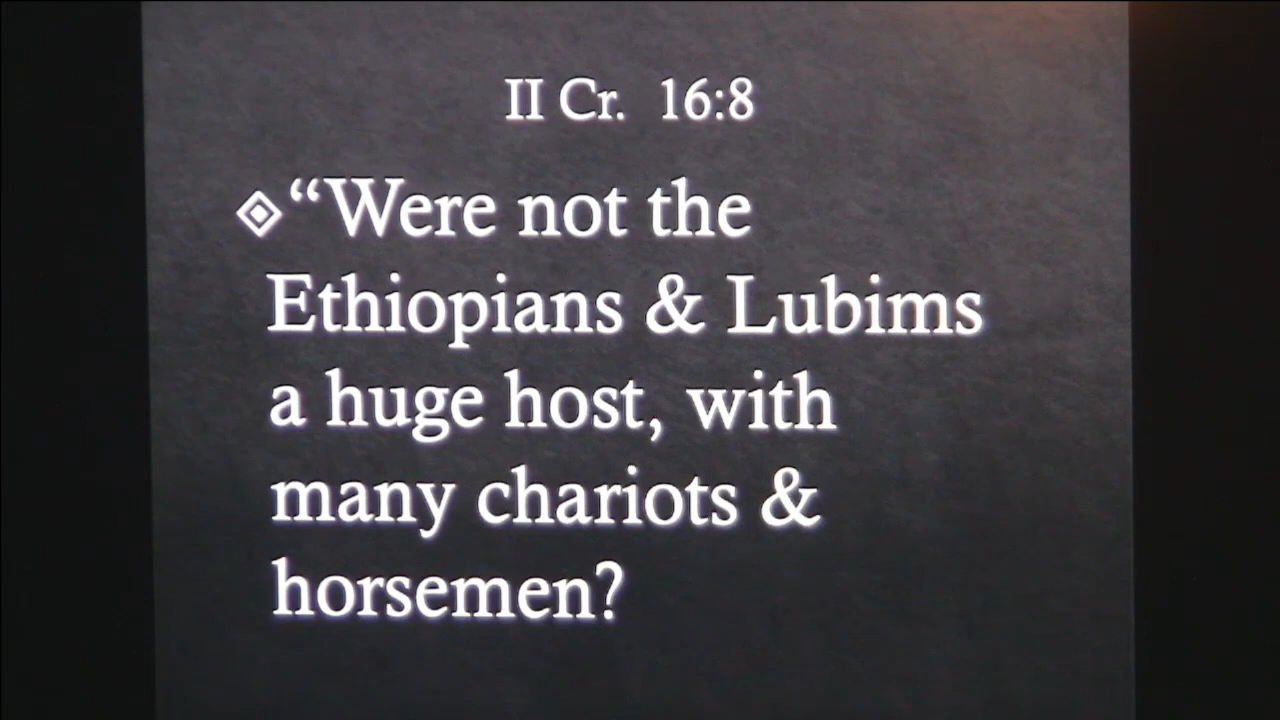 II Cr. 16:8
“Were not the
Ethiopians & Lubims
a huge host, with
many chariots &
horsemen?